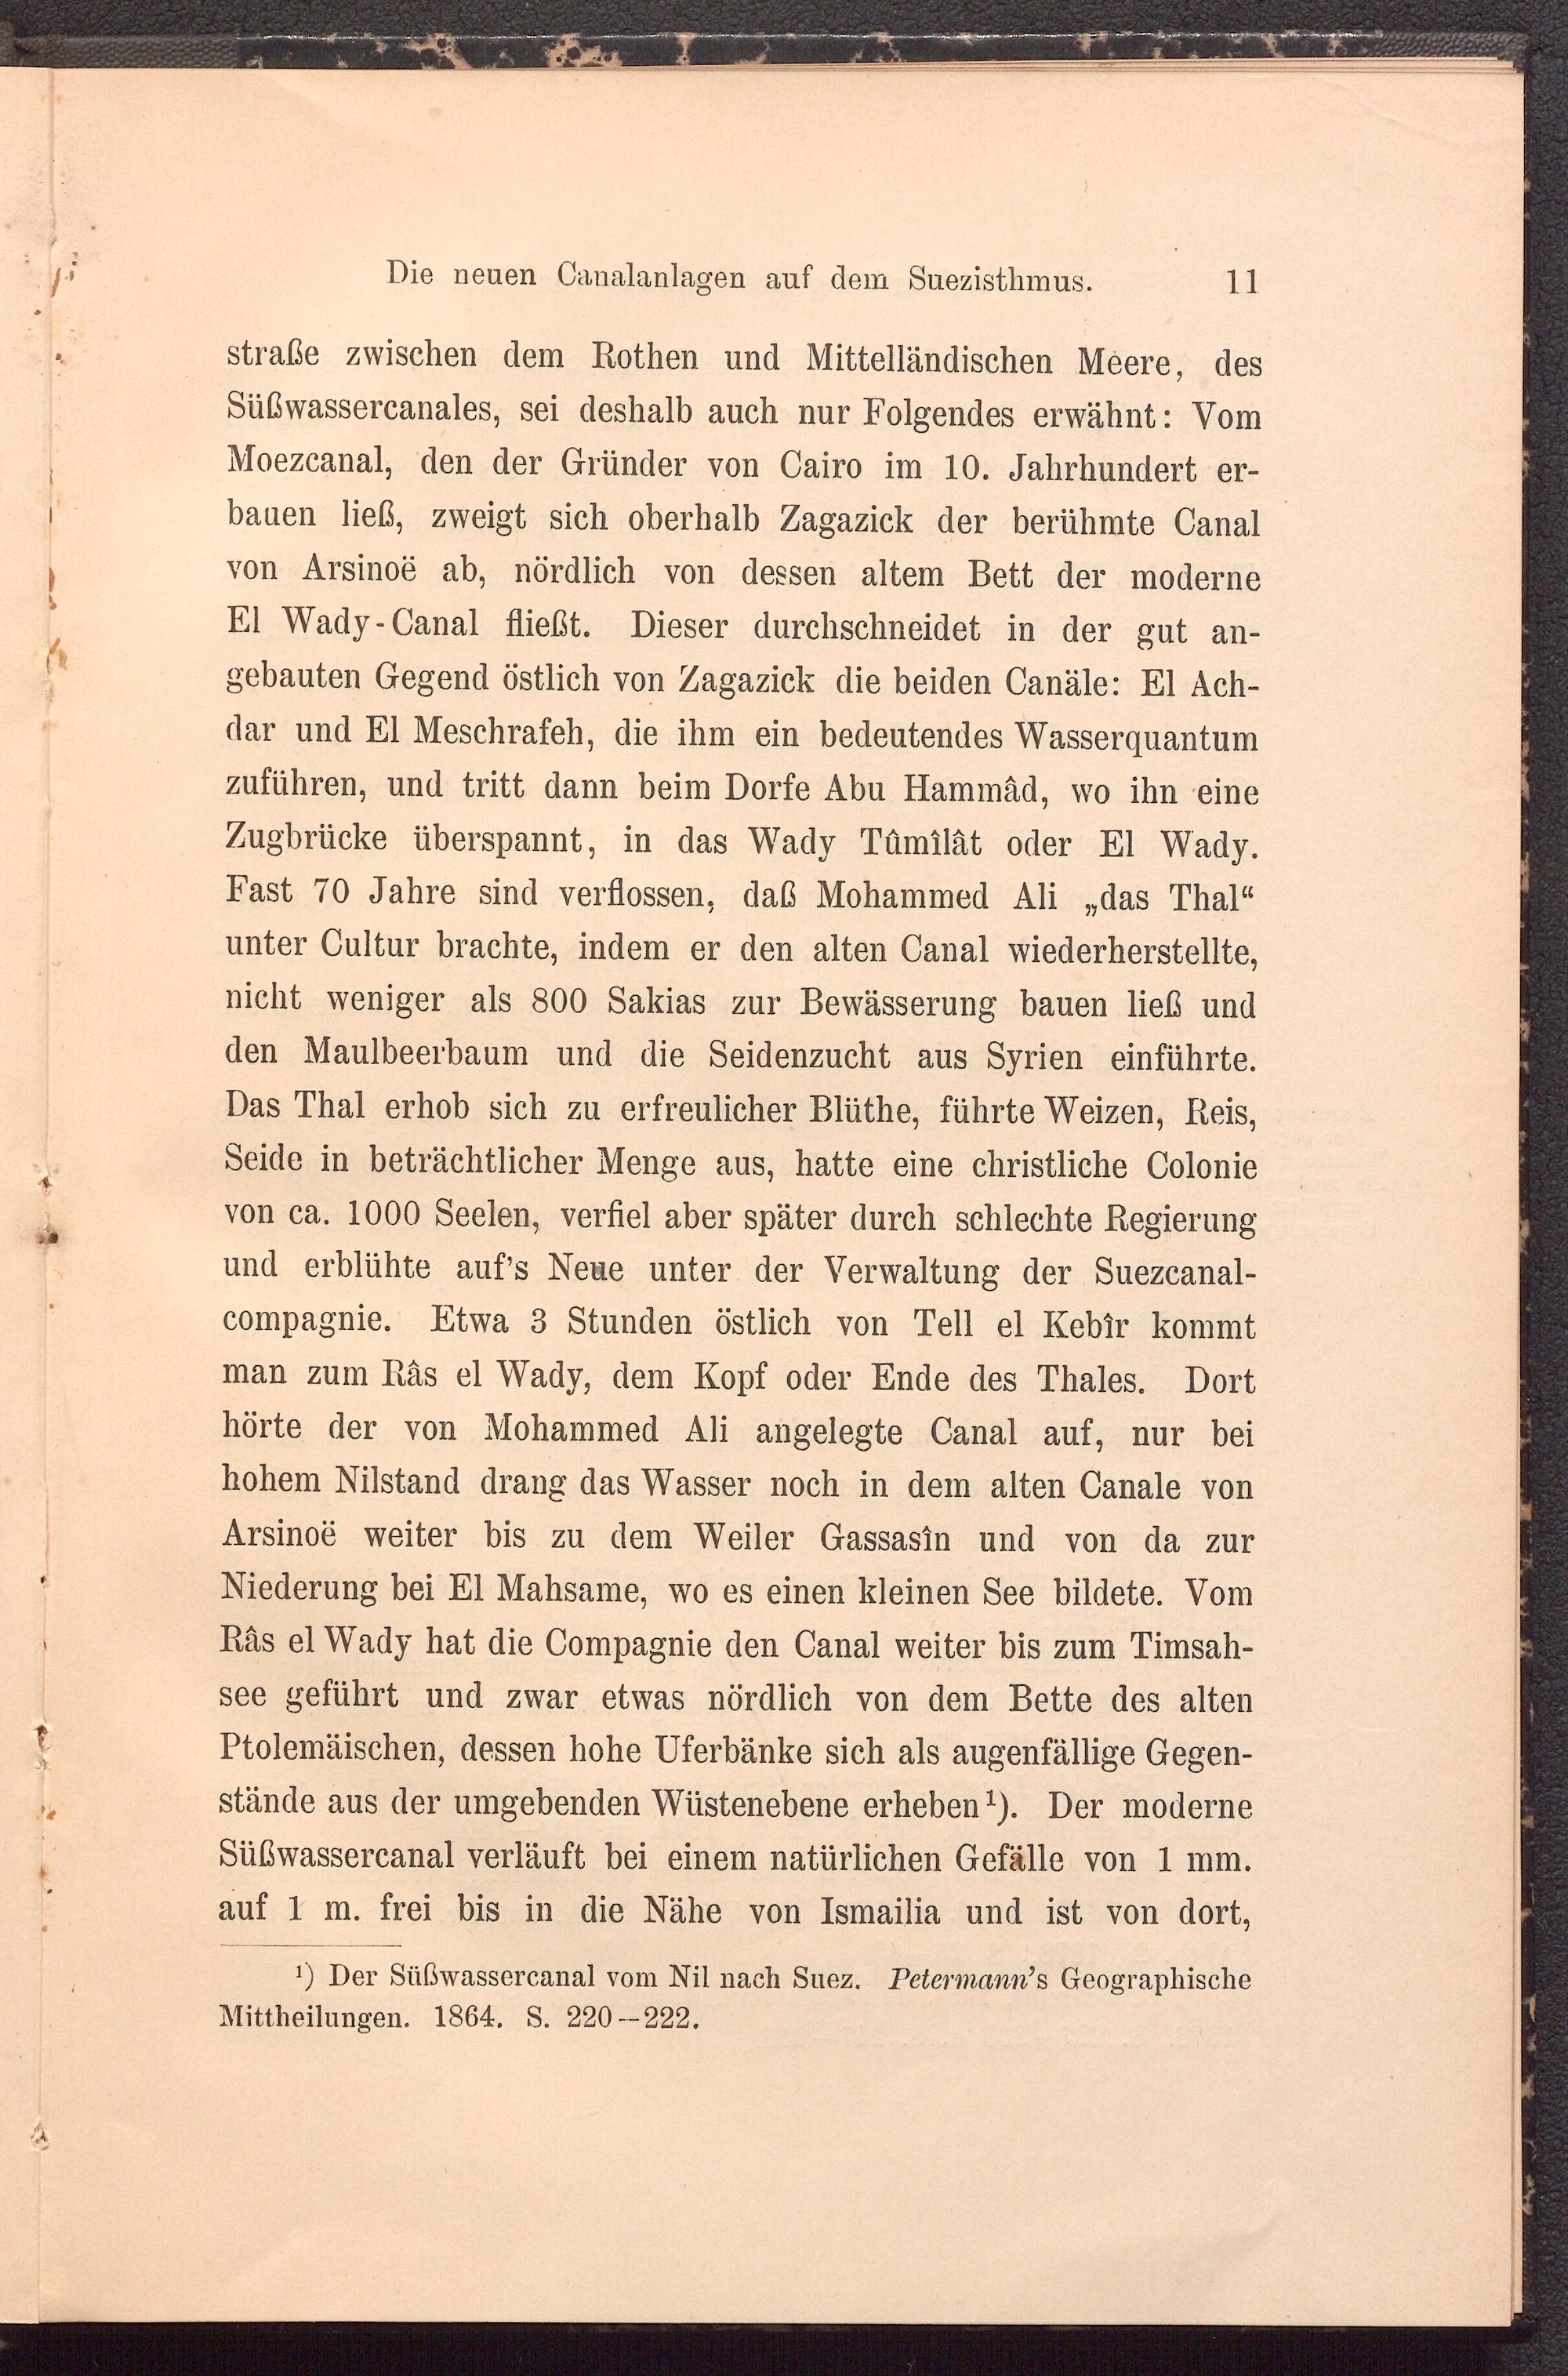 Die neuen Canalanlagen auf dem Suezisthmus. 11
straße zwischen dem Rothen und Mittelländischen Meere, des
Süßwassercanales, sei deshalb auch nur Folgendes erwähnt: Vom
Moezcanal, den der Gründer von Cairo im 10. Jahrhundert er-
bauen ließ, zweigt sich oberhalb Zagazick der berühmte Canal
von Arsinoë ab, nördlich von dessen altem Bett der moderne
El Wady-Canal fließt. Dieser durchschneidet in der gut an-
gebauten Gegend östlich von Zagazick die beiden Canäle: El Ach-
dar und El Meschrafeh, die ihm ein bedeutendes Wasserquantum
zuführen, und tritt dann beim Dorfe Abu Hammâd, wo ihn eine
Zugbrücke überspannt, in das Wady Tûmîlât oder El Wady.
Fast 70 Jahre sind verflossen, daß Mohammed Ali „das Thal“
unter Cultur brachte, indem er den alten Canal wiederherstellte,
nicht weniger als 800 Sakias zur Bewässerung bauen ließ und
den Maulbeerbaum und die Seidenzucht aus Syrien einführte.
Das Thal erhob sich zu erfreulicher Blüthe, führte Weizen, Reis,
Seide in beträchtlicher Menge aus, hatte eine christliche Colonie
von ca. 1000 Seelen, verfiel aber später durch schlechte Regierung
und erblühte auf's Neue unter der Verwaltung der Suezcanal-
compagnie. Etwa 3 Stunden östlich von Tell el Kebîr kommt
man zum Râs el Wady, dem Kopf oder Ende des Thales. Dort
hörte der von Mohammed Ali angelegte Canal auf, nur bei
hohem Nilstand drang das Wasser noch in dem alten Canale von
Arsinoë weiter bis zu dem Weiler Gassasîn und von da zur
Niederung bei El Mahsame, wo es einen kleinen See bildete. Vom
Râs el Wady hat die Compagnie den Canal weiter bis zum Timsah-
see geführt und zwar etwas nördlich von dem Bette des alten
Ptolemäischen, dessen hohe Uferbänke sich als augenfällige Gegen-
stände aus der umgebenden Wüstenebene erheben¹). Der moderne
Süßwassercanal verläuft bei einem natürlichen Gefälle von 1 mm.
auf 1 m. frei bis in die Nähe von Ismailia und ist von dort,
¹) Der Süßwassercanal vom Nil nach Suez. Petermann's Geographische
Mittheilungen. 1864. S. 220—222.